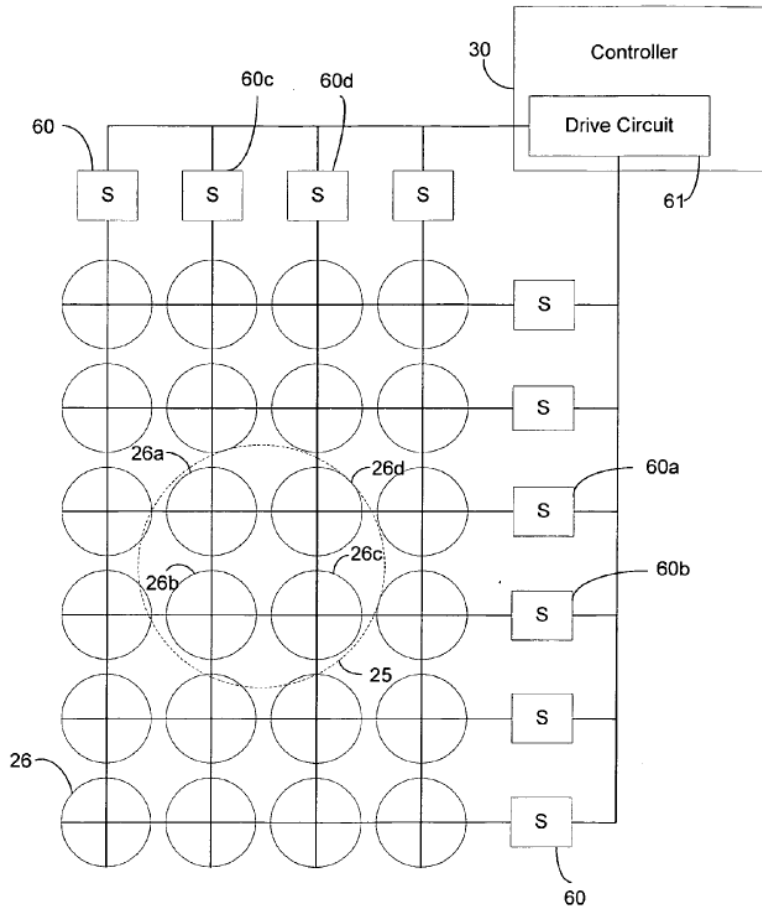 30
Controller
60c
60d
60
Drive Circuit
S
S
S
S
61
S
S
26a
26d
60a
S
26b
26c
60b
S
25
S
26
S
60